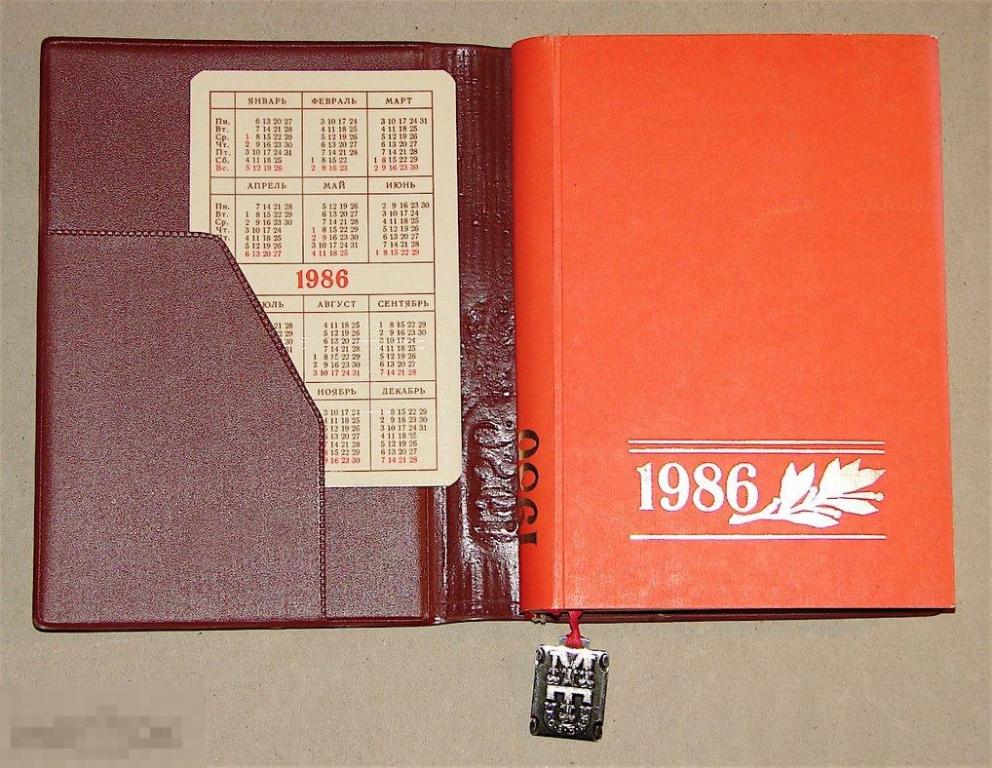 ЯНВАРЬ ФЕВРАЛЬ МАРТ
Пн. 6 13 20 27 3 10 17 24 3 10 17 24 31
Вт. 7 14 21 28 4 11 18 25 4 11 18 25
Ср. 1 8 15 22 29 5 12 19 26 5 12 19 26
Чт. 2 9 16 23 30 6 13 20 27 6 13 20 27
Пт. 3 10 17 24 31 7 14 21 28 7 14 21 28
Сб. 4 11 18 25 1 8 15 22 1 8 15 22 29
Вс. 5 12 19 26 2 9 16 23 2 9 16 23 30
АПРЕЛЬ МАЙ ИЮНЬ
Пн. 7 14 21 28 5 12 19 26 2 9 16 23 30
Вт. 1 8 15 22 29 6 13 20 27 3 10 17 24
Ср. 2 9 16 23 30 7 14 21 28 4 11 18 25
Чт. 3 10 17 24 1 8 15 22 29 5 12 19 26
т. 4 11 18 25 2 9 16 23 30 6 13 20 27
5 12 19 26 3 10 17 24 31 7 14 21 28
6 13 20 27 4 11 18 25 1 8 15 22 29
1986
ЮЛЬ АВГУСТ СЕНТЯБРЬ
21 28 4 11 18 25 1 8 15 22 29
5 12 19 26 2 9 16 23 30
6 13 20 27 3 10 17 24
7 14 21 28 4 11 18 25
1 8 15 22 29 5 12 19 26
2 9 16 23 30 6 13 20 27
3 10 17 24 31 7 14 21 28
НОЯБРЬ ДЕКАБРЬ
3 10 17 24 1 8 15 22 29
4 11 18 25 2 9 16 23 30
5 12 19 26 3 10 17 24 31
6 13 20 27 4 11 18 25
7 14 21 28 5 12 19 26
8 15 22 29 6 13 20 27
9 16 23 30 7 14 21 28
1986
1986
МТ